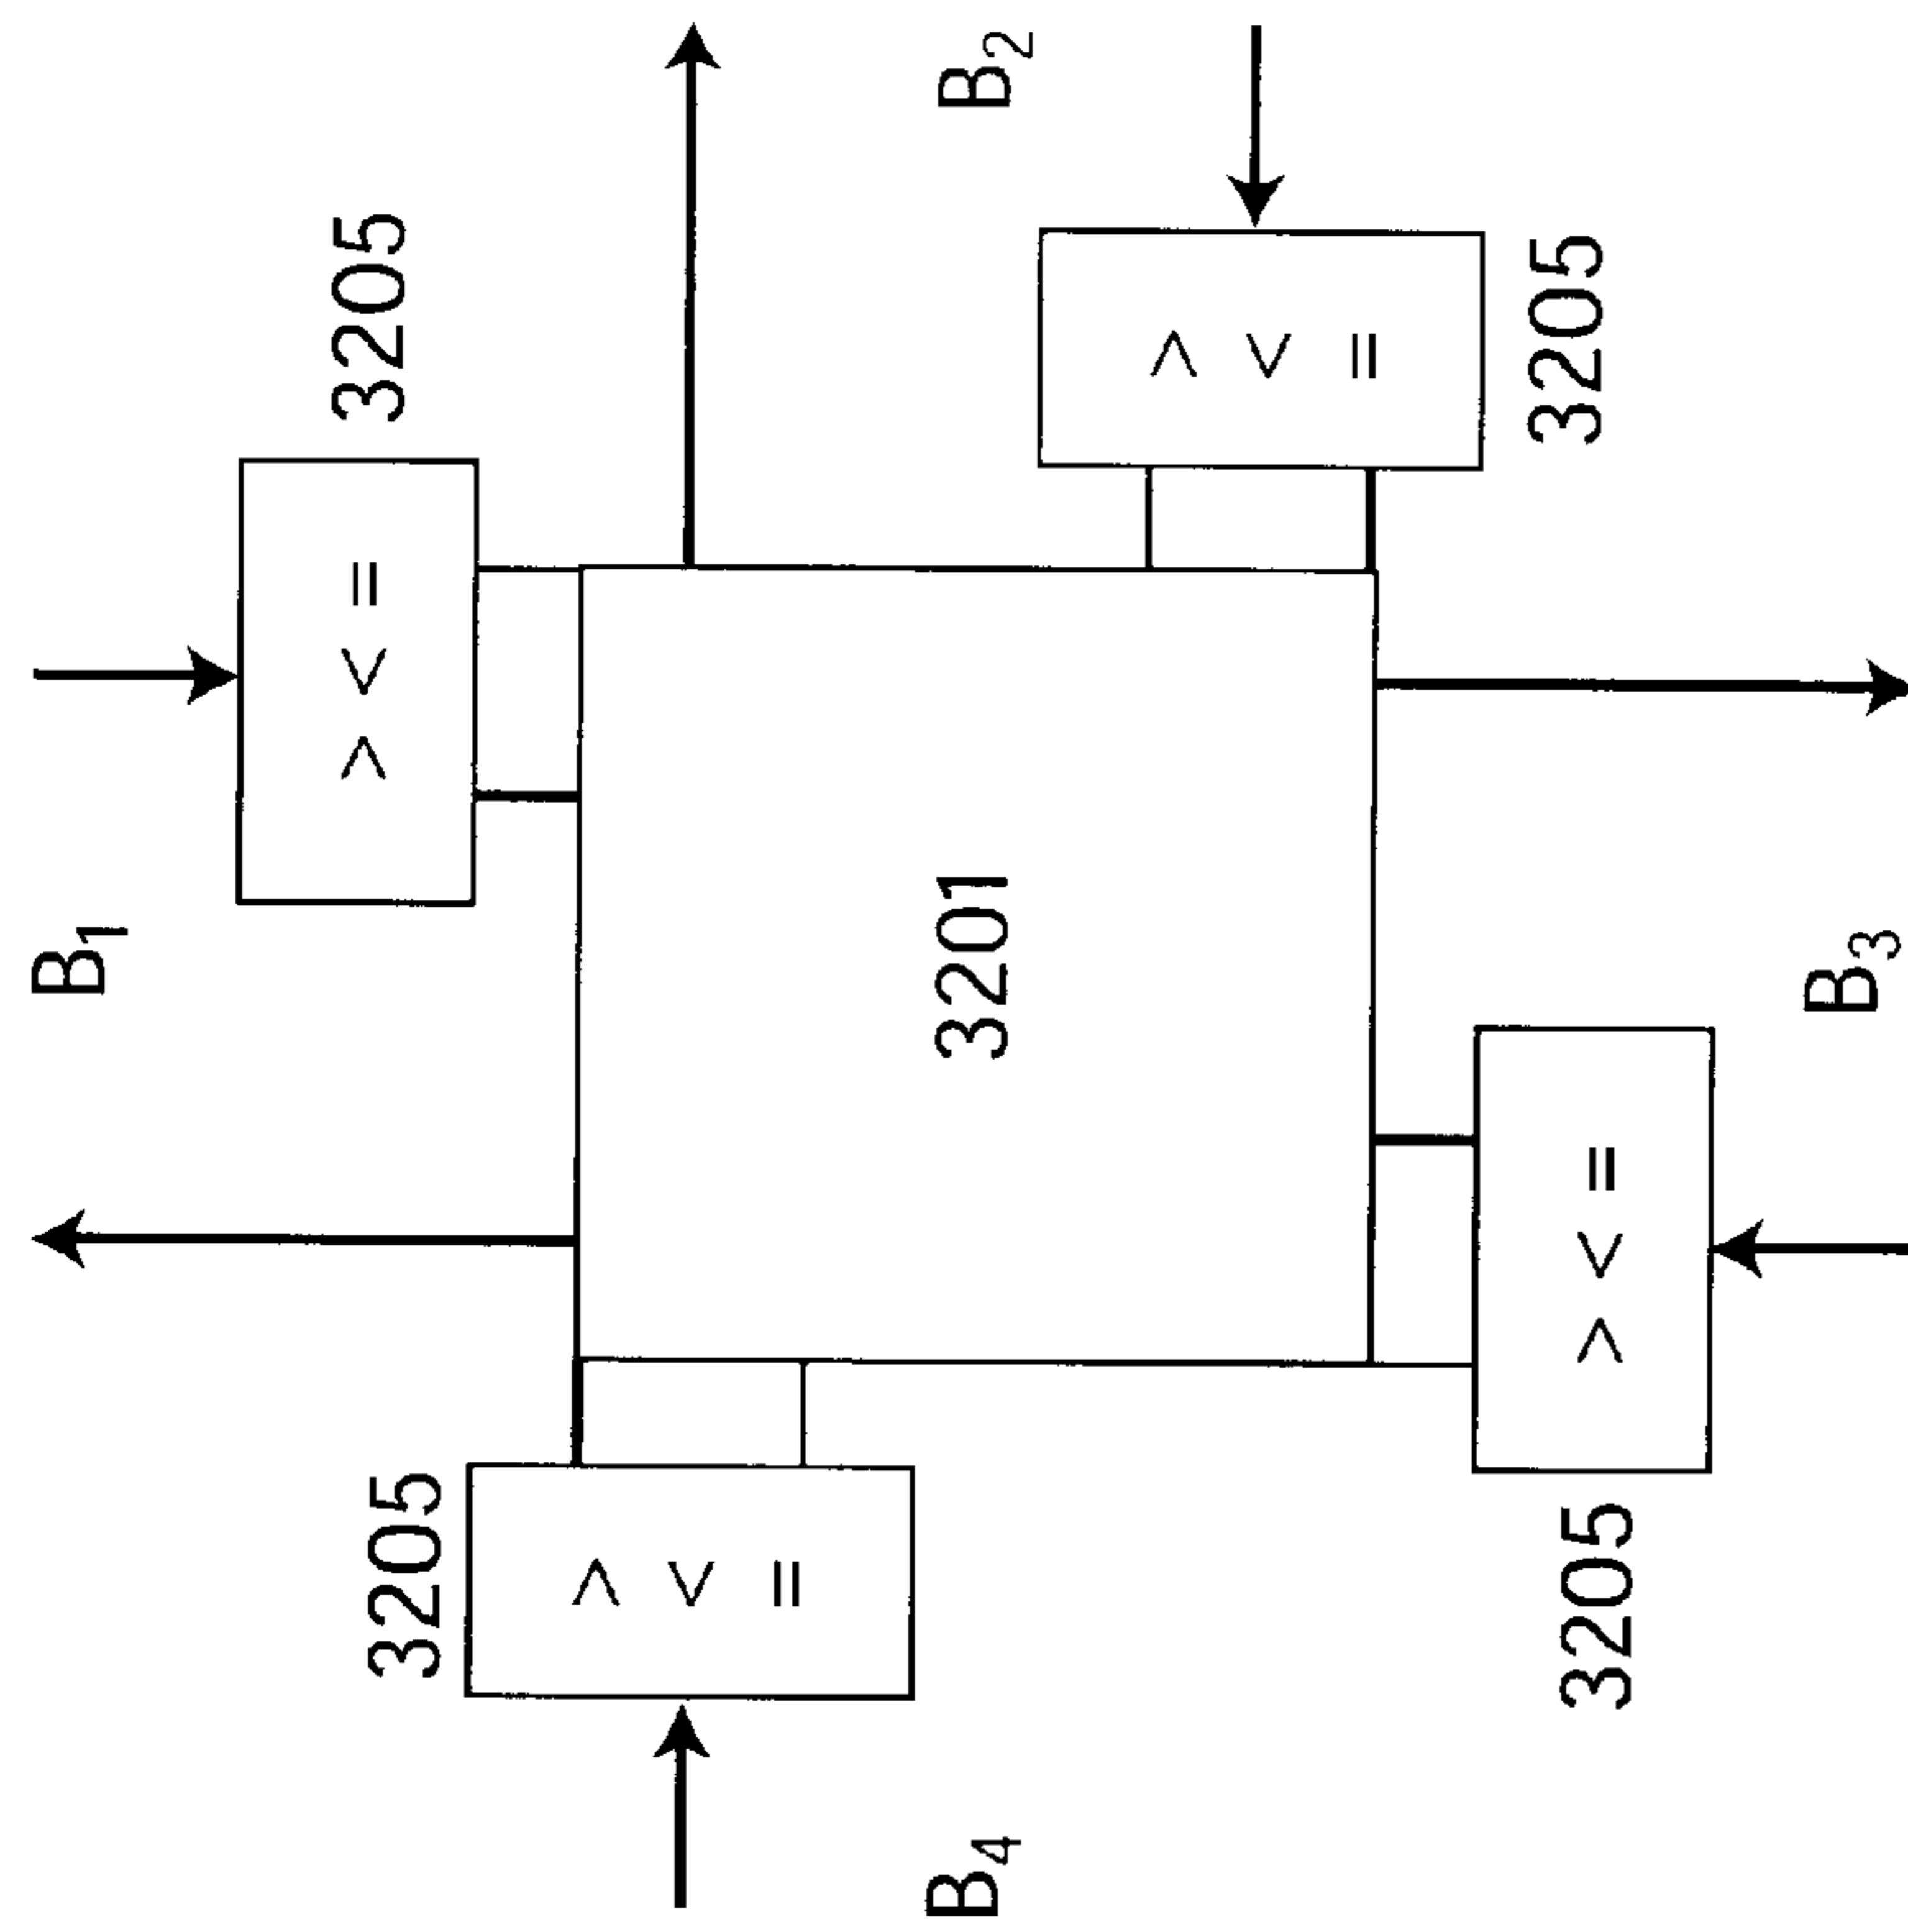 B1
> < =
3205
3205
>
<
=
B4
3201
B2
>
<
=
3205
3205
> < =
B3